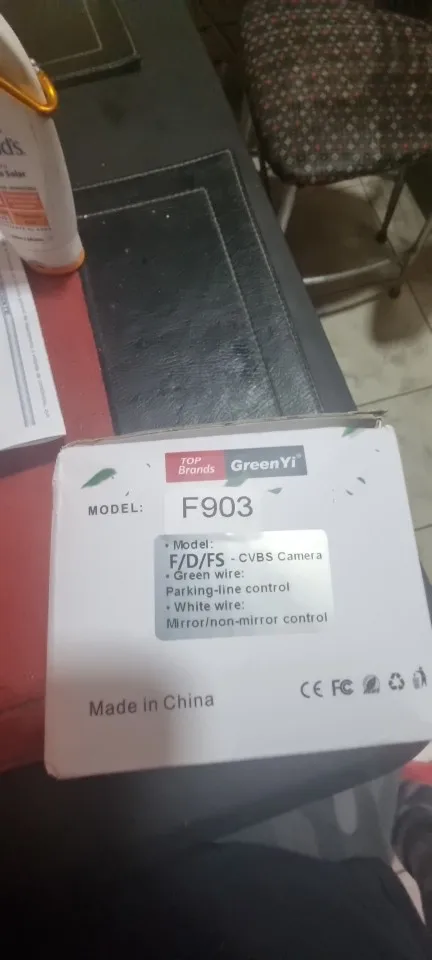 d's.
Solar
TOP
Brands
GreenYi®
MODEL: F903
• Model:
F/D/FS - CVBS Camera
• Green wire:
Parking-line control
• White wire:
Mirror/non-mirror control
Made in China
CE FC